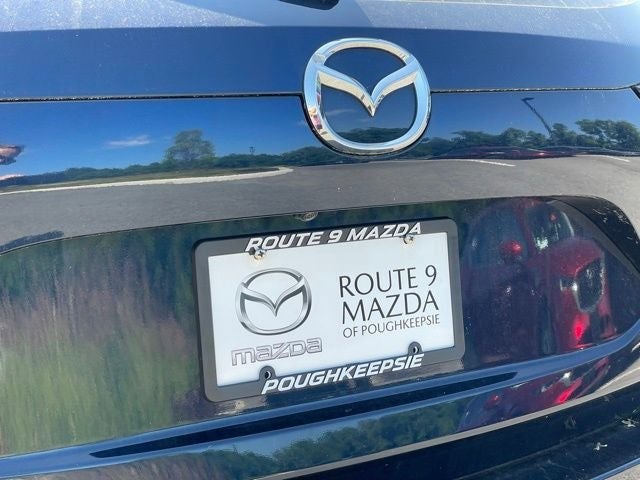 ROUTE 9 MAZDA
ROUTE 9
MAZDA
OF POUGHKEEPSIE
mazda
POUGHKEEPSIE